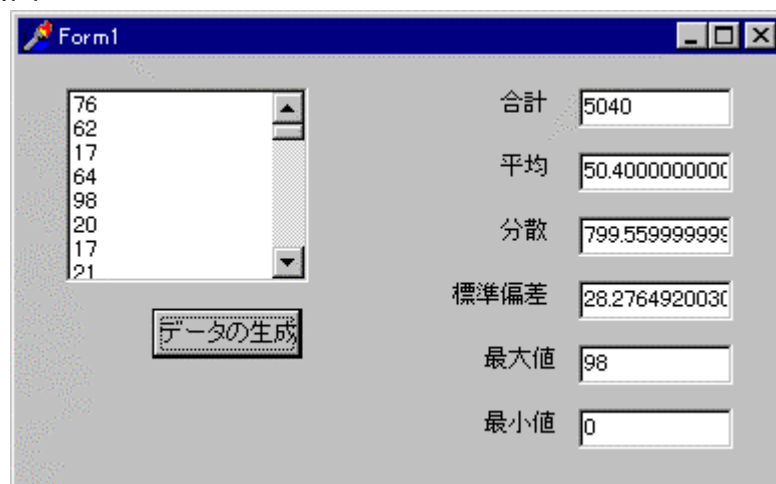 Form1
76
62
17
64
98
20
17
21
データの生成
合計 5040
平均 50.4000000000
分散 799.559999999
標準偏差 28.2764920030
最大値 98
最小値 0